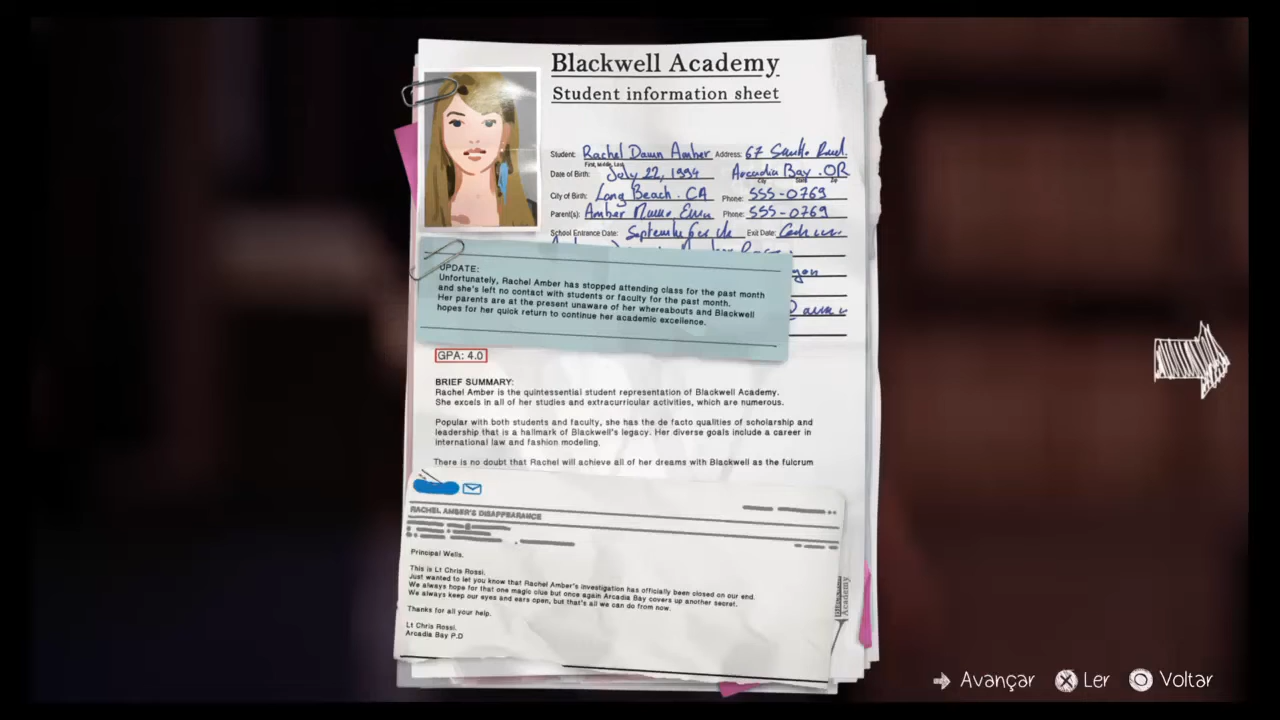 Blackwell Academy
Student information sheet
Student: Rachel Dawn Amber Address: 67
First, Middle, Last
Date of Birth: July 22, 1994 Arcadia Bay . OR
City State Zip
City of Birth: Long Beach . CA Phone: 555-0769
Parent(s): Amber Phone: 555-0769
School Entrance Date: September Exit Date:
UPDATE:
Unfortunately, Rachel Amber has stopped attending class for the past month
and she's left no contact with students or faculty for the past month.
Her parents are at the present unaware of her whereabouts and Blackwell
hopes for her quick return to continue her academic excellence.
GPA: 4.0
BRIEF SUMMARY:
Rachel Amber is the quintessential student representation of Blackwell Academy.
She excels in all of her studies and extracurricular activities, which are numerous.
Popular with both students and faculty, she has the de facto qualities of scholarship and
leadership that is a hallmark of Blackwell's legacy. Her diverse goals include a career in
international law and fashion modeling.
There is no doubt that Rachel will achieve all of her dreams with Blackwell as the fulcrum
RACHEL AMBER'S DISAPPEARANCE
Principal Wells.
This is Lt Chris Rossi.
Just wanted to let you know that Rachel Amber's investigation has officially been closed on our end.
We always hope for that one magic clue but once again Arcadia Bay covers up another secret.
We always keep our eyes and ears open, but that's all we can do from now.
Thanks for all your help.
Lt Chris Rossi.
Arcadia Bay P.D
Academy
Avançar Ler Voltar